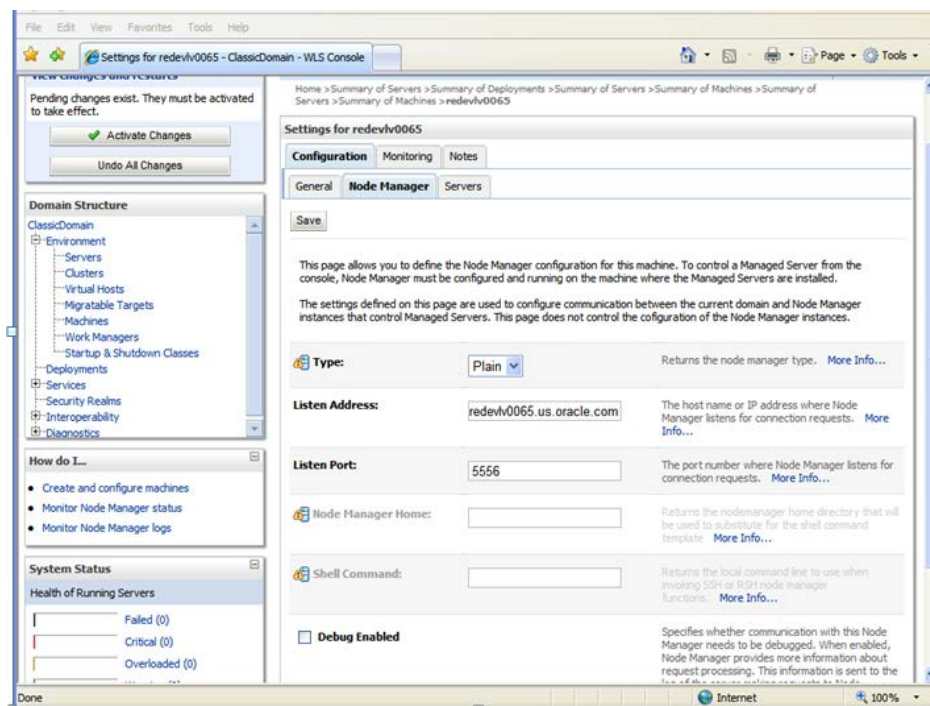 File Edit View Favorites Tools Help
Settings for redevlv0065 - ClassicDomain - WLS Console
Page Tools
View changes and restarts
Pending changes exist. They must be activated
to take effect.
Activate Changes
Undo All Changes
Domain Structure
ClassicDomain
Environment
Servers
Clusters
Virtual Hosts
Migratable Targets
Machines
Work Managers
Startup & Shutdown Classes
Deployments
Services
Security Realms
Interoperability
Diagnostics
How do I...
Create and configure machines
Monitor Node Manager status
Monitor Node Manager logs
System Status
Health of Running Servers
Failed (0)
Critical (0)
Overloaded (0)
Home >Summary of Servers >Summary of Deployments >Summary of Servers >Summary of Machines >Summary of
Servers >Summary of Machines >redevlv0065
Settings for redevlv0065
Configuration Monitoring Notes
General Node Manager Servers
Save
This page allows you to define the Node Manager configuration for this machine. To control a Managed Server from the
console, Node Manager must be configured and running on the machine where the Managed Servers are installed.
The settings defined on this page are used to configure communication between the current domain and Node Manager
instances that control Managed Servers. This page does not control the cofiguration of the Node Manager instances.
Type: Plain Returns the node manager type. More Info...
Listen Address: redevlv0065.us.oracle.com The host name or IP address where Node
Manager listens for connection requests. More
Info...
Listen Port: 5556 The port number where Node Manager listens for
connection requests. More Info...
Node Manager Home: Returns the nodemanager home directory that will
be used to substitute for the shell command
template More Info...
Shell Command: Returns the local command line to use when
invoking SSH or RSH node manager
functions. More Info...
Debug Enabled Specifies whether communication with this Node
Manager needs to be debugged. When enabled,
Node Manager provides more information about
request processing. This information is sent to the
Done Internet 100%